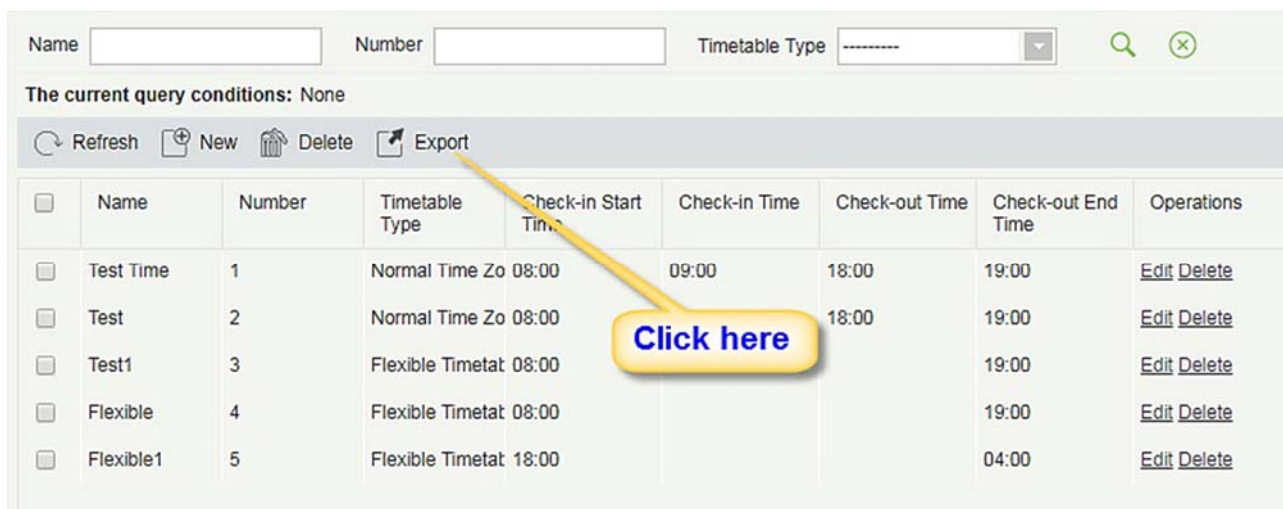 Name Number Timetable Type ---------
The current query conditions: None
Refresh New Delete Export
Name Number Timetable Check-in Start Check-in Time Check-out Time Check-out End Operations
Type Time Time
Test Time 1 Normal Time Zo 08:00 09:00 18:00 19:00 Edit Delete
Test 2 Normal Time Zo 08:00 18:00 19:00 Edit Delete
Click here
Test1 3 Flexible Timetab 08:00 19:00 Edit Delete
Flexible 4 Flexible Timetab 08:00 19:00 Edit Delete
Flexible1 5 Flexible Timetab 18:00 04:00 Edit Delete